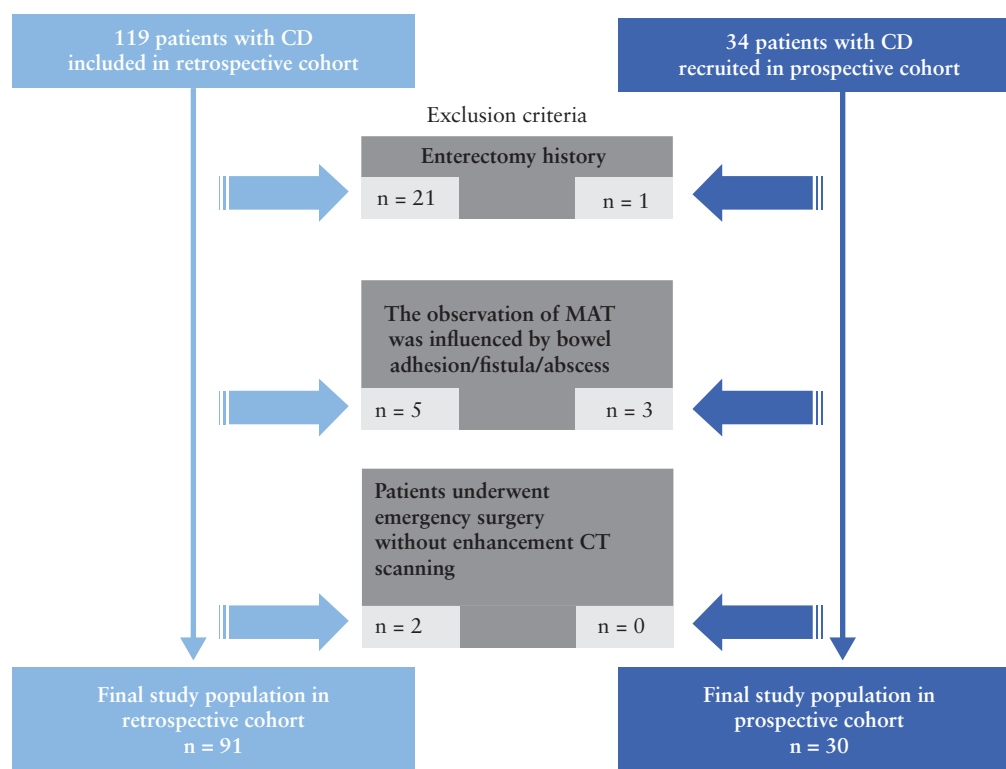 119 patients with CD
included in retrospective cohort
34 patients with CD
recruited in prospective cohort
Exclusion criteria
Enterectomy history
n = 21
n = 1
The observation of MAT
was influenced by bowel
adhesion/fistula/abscess
n = 5
n = 3
Patients underwent
emergency surgery
without enhancement CT
scanning
n = 2
n = 0
Final study population in
retrospective cohort
n = 91
Final study population in
prospective cohort
n = 30